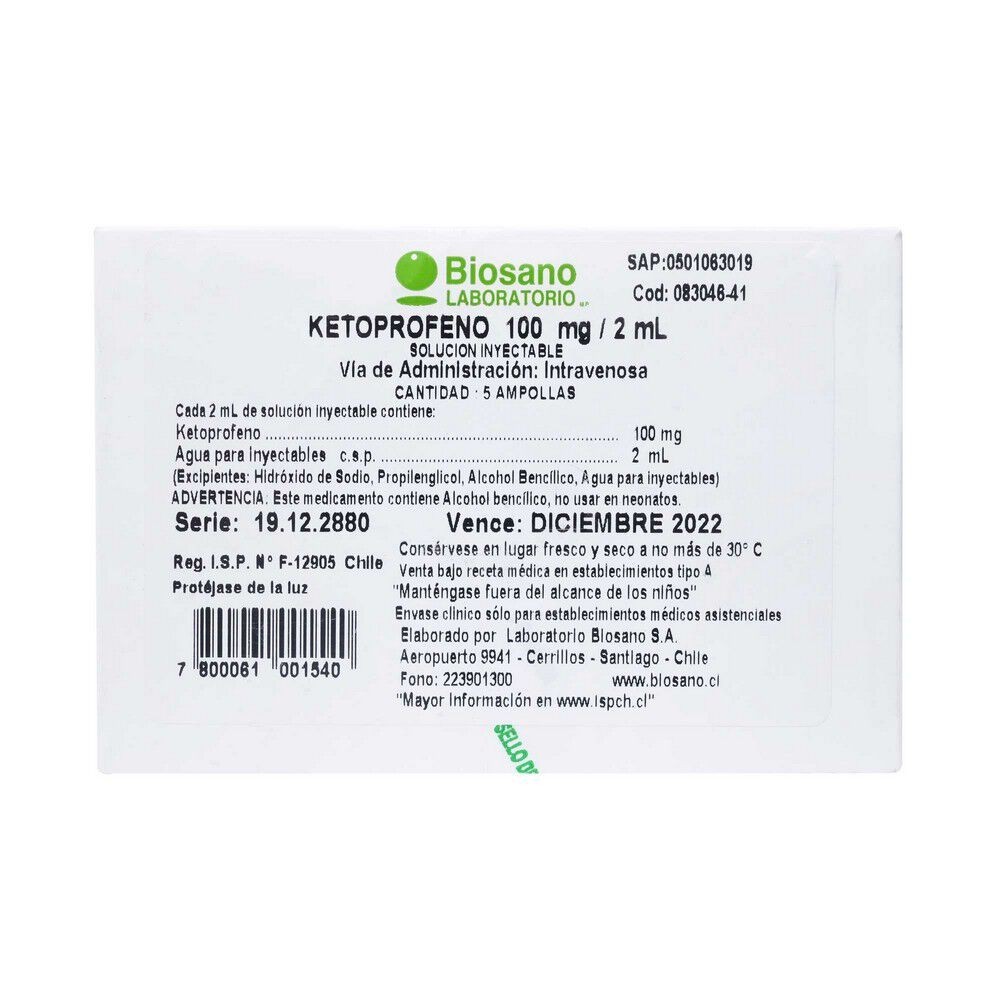 Biosano
LABORATORIO M.R.
SAP:0501063019
Cod: 083046-41
KETOPROFENO 100 mg / 2 mL
SOLUCION INYECTABLE
Vía de Administración: Intravenosa
CANTIDAD : 5 AMPOLLAS
Cada 2 mL de solución inyectable contiene:
Ketoprofeno ........................................................................ 100 mg
Agua para Inyectables c.s.p. ...................................................... 2 mL
(Excipientes: Hidróxido de Sodio, Propilenglicol, Alcohol Bencílico, Agua para inyectables)
ADVERTENCIA: Este medicamento contiene Alcohol bencílico, no usar en neonatos.
Serie: 19.12.2880 Vence: DICIEMBRE 2022
Reg. I.S.P. N° F-12905 Chile
Protéjase de la luz
7 800061 001540
Consérvese en lugar fresco y seco a no más de 30° C
Venta bajo receta médica en establecimientos tipo A
"Manténgase fuera del alcance de los niños"
Envase clínico sólo para establecimientos médicos asistenciales
Elaborado por Laboratorio Biosano S.A.
Aeropuerto 9941 - Cerrillos - Santiago - Chile
Fono: 223901300 www.biosano.cl
"Mayor Información en www.ispch.cl"
SELLO DE